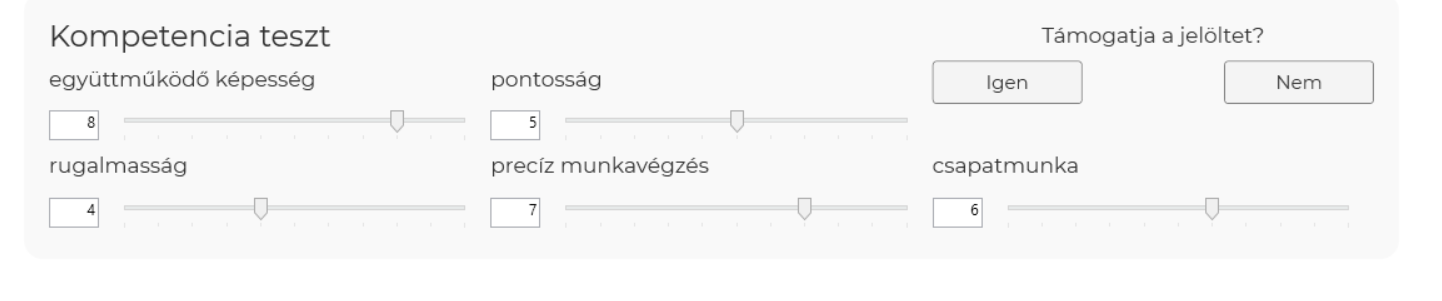 Kompetencia teszt
Támogatja a jelöltet?
együttműködő képesség
pontosság
Igen
Nem
8
5
rugalmasság
precíz munkavégzés
csapatmunka
4
7
6